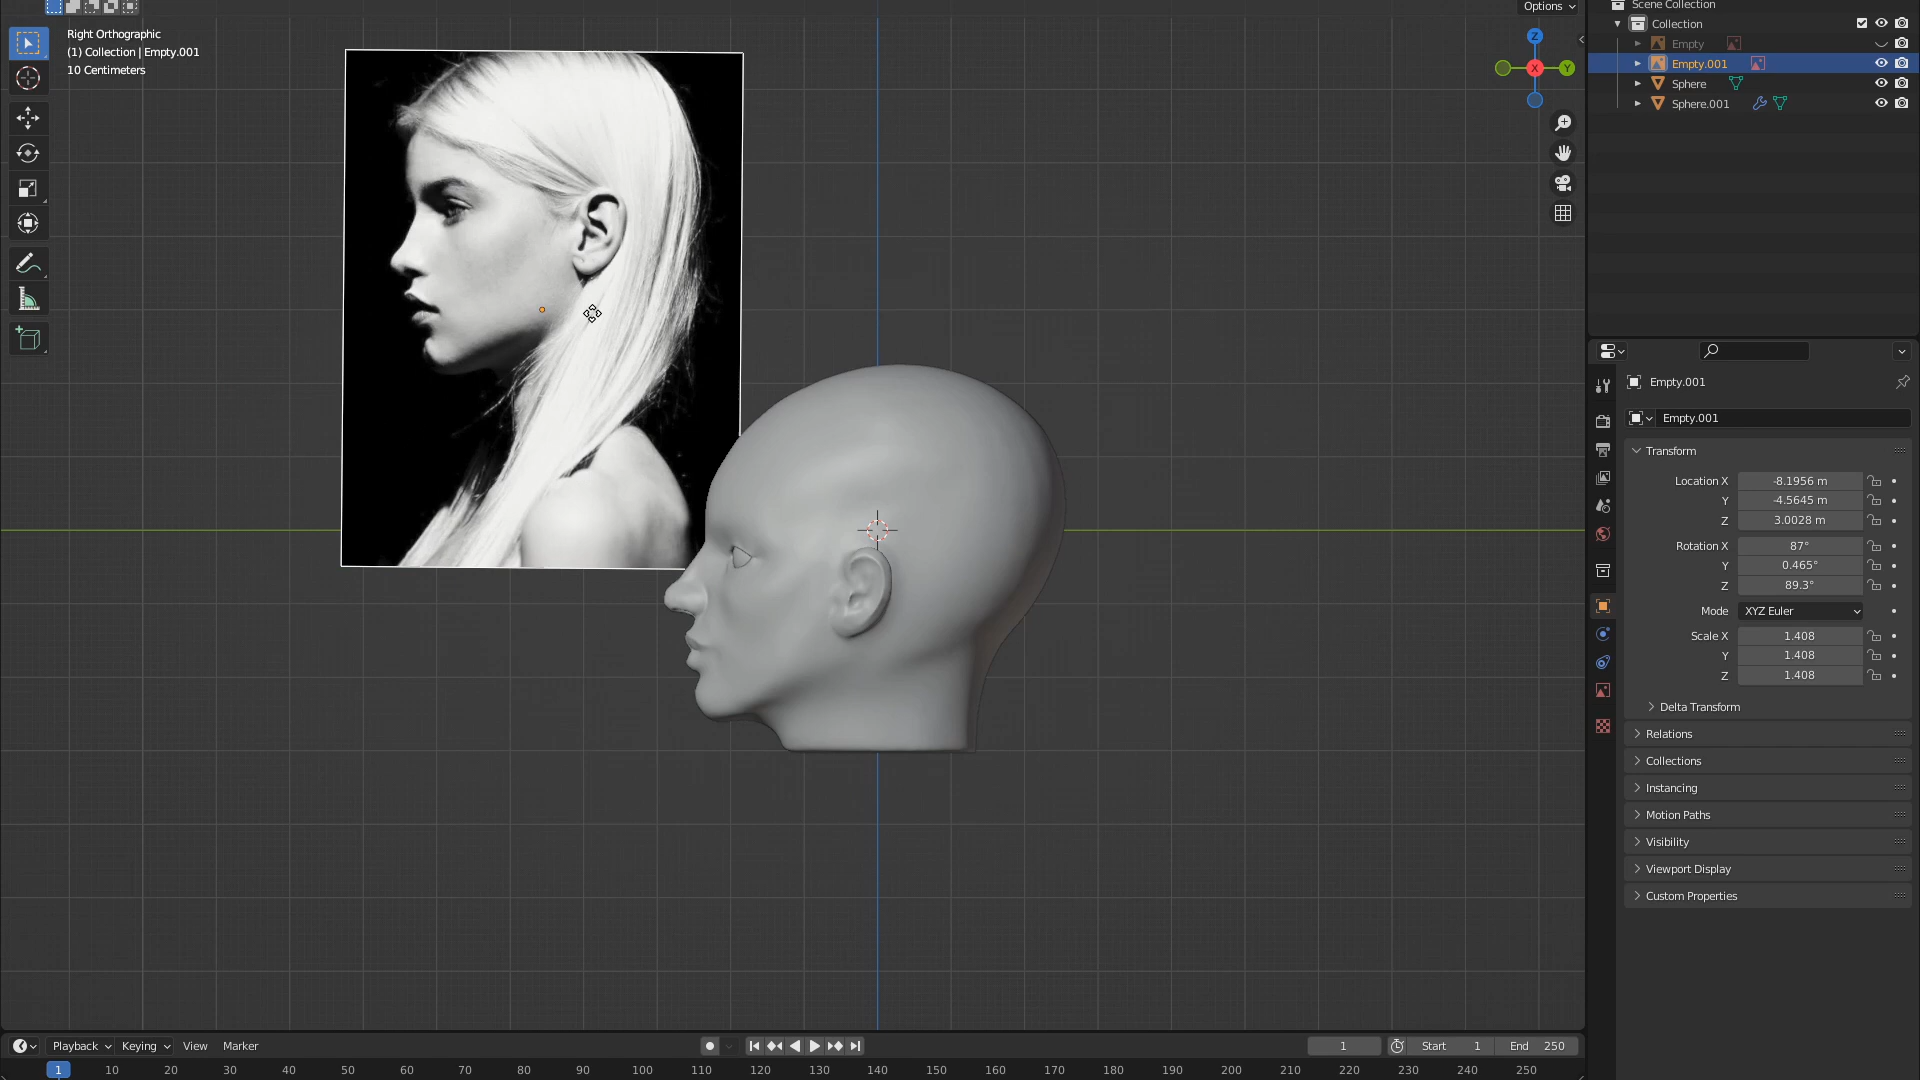 Options
Right Orthographic
(1) Collection | Empty.001
10 Centimeters
Z
X
Y
Scene Collection
Collection
Empty
Empty.001
Sphere
Sphere.001
Empty.001
Empty.001
Transform
Location X -8.1956 m
Y -4.5645 m
Z 3.0028 m
Rotation X 87°
Y 0.465°
Z 89.3°
Mode XYZ Euler
Scale X 1.408
Y 1.408
Z 1.408
Delta Transform
Relations
Collections
Instancing
Motion Paths
Visibility
Viewport Display
Custom Properties
Playback Keying View Marker 1 Start 1 End 250
1 10 20 30 40 50 60 70 80 90 100 110 120 130 140 150 160 170 180 190 200 210 220 230 240 250